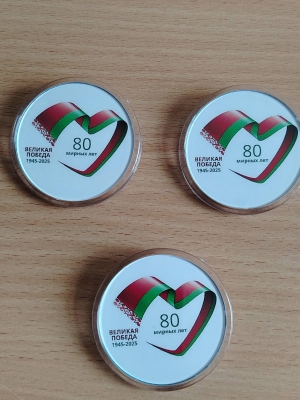 80
мирных лет
ВЕЛИКАЯ
ПОБЕДА
1945-2025
80
мирных лет
ВЕЛИКАЯ
ПОБЕДА
1945-2025
80
мирных лет
ВЕЛИКАЯ
ПОБЕДА
1945-2025